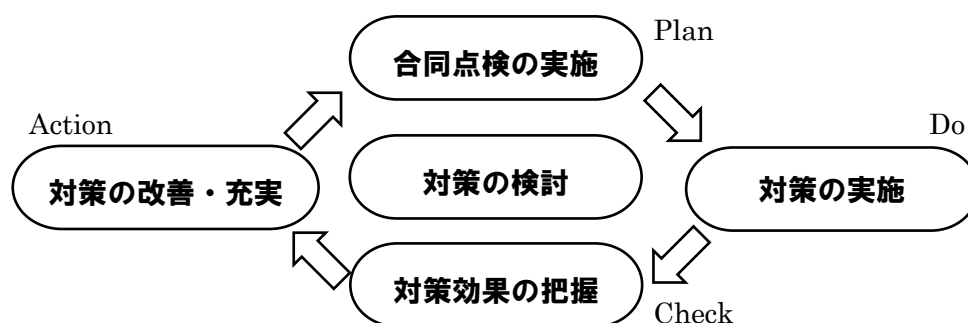 Plan
合同点検の実施
Action
Do
対策の改善・充実
対策の検討
対策の実施
対策効果の把握
Check